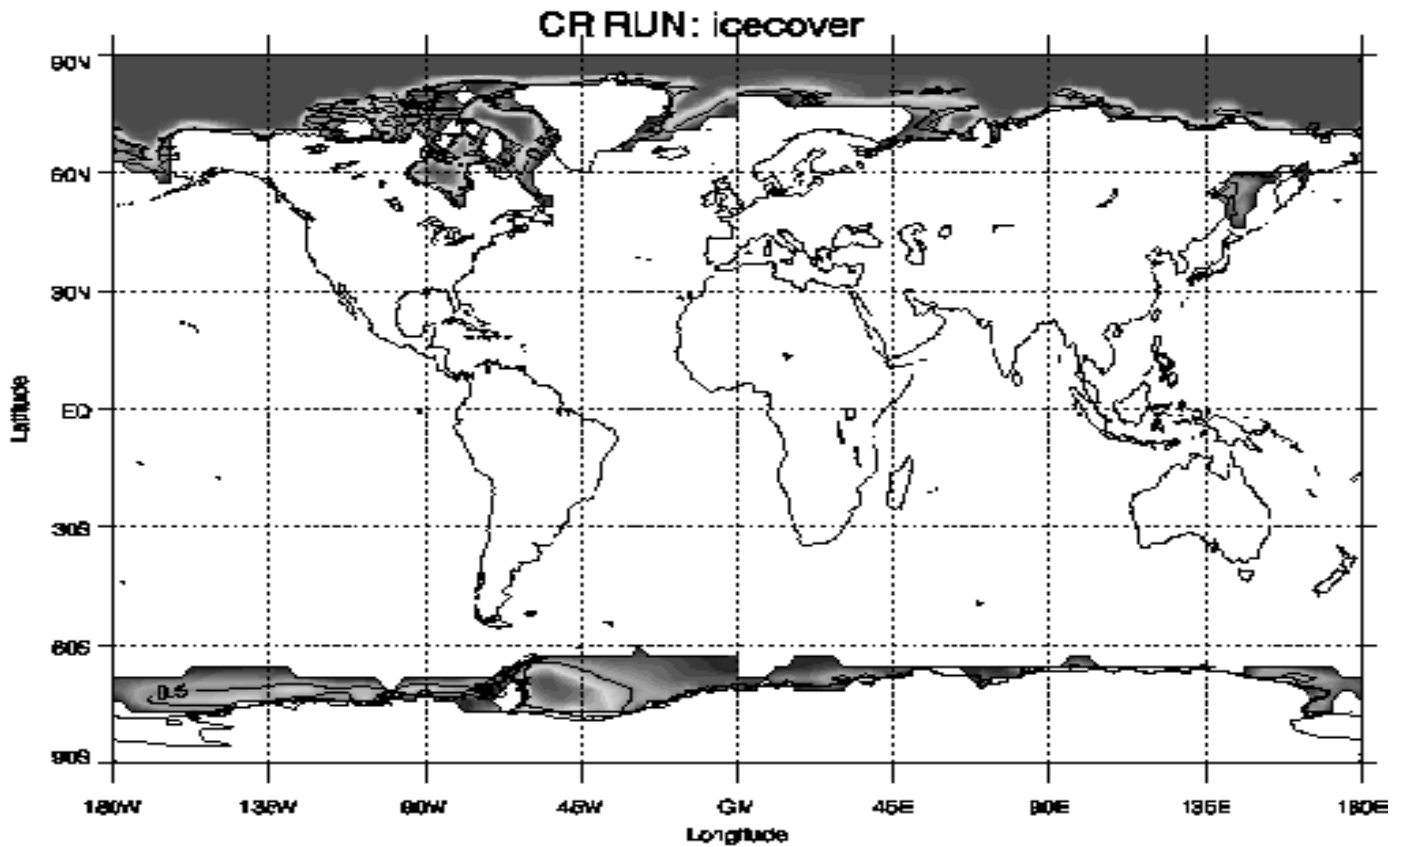 CR RUN: icecover
90N
60N
30N
EQ
30S
60S
90S
Latitude
0.5
180W 135W 90W 45W GM 45E 90E 135E 180E
Longitude